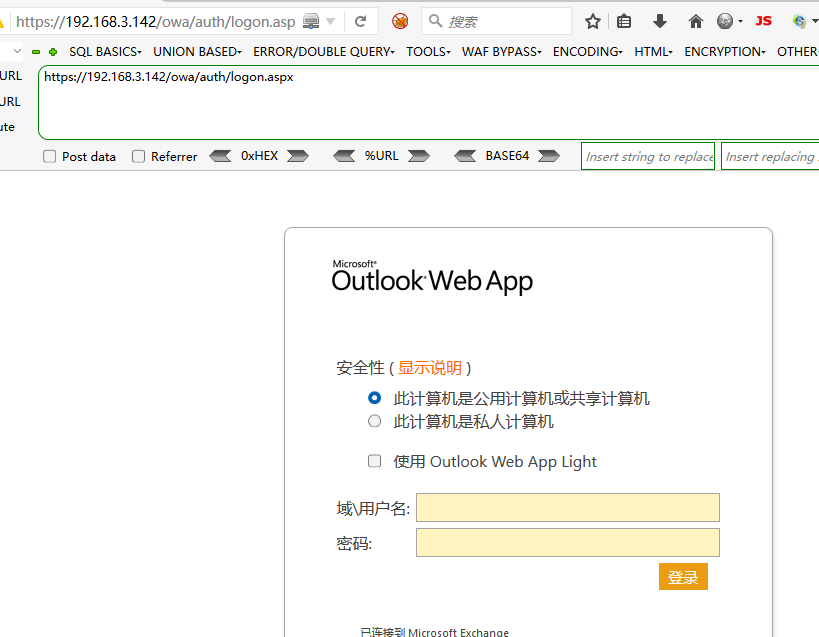 https://192.168.3.142/owa/auth/logon.asp
搜索
JS
SQL BASICS UNION BASED ERROR/DOUBLE QUERY TOOLS WAF BYPASS ENCODING HTML ENCRYPTION OTHER
URL
https://192.168.3.142/owa/auth/logon.aspx
URL
ute
Post data Referrer 0xHEX %URL BASE64 Insert string to replace Insert replacing
Microsoft®
Outlook Web App
安全性 ( 显示说明 )
此计算机是公用计算机或共享计算机
此计算机是私人计算机
使用 Outlook Web App Light
域\用户名:
密码:
登录
已连接到 Microsoft Exchange